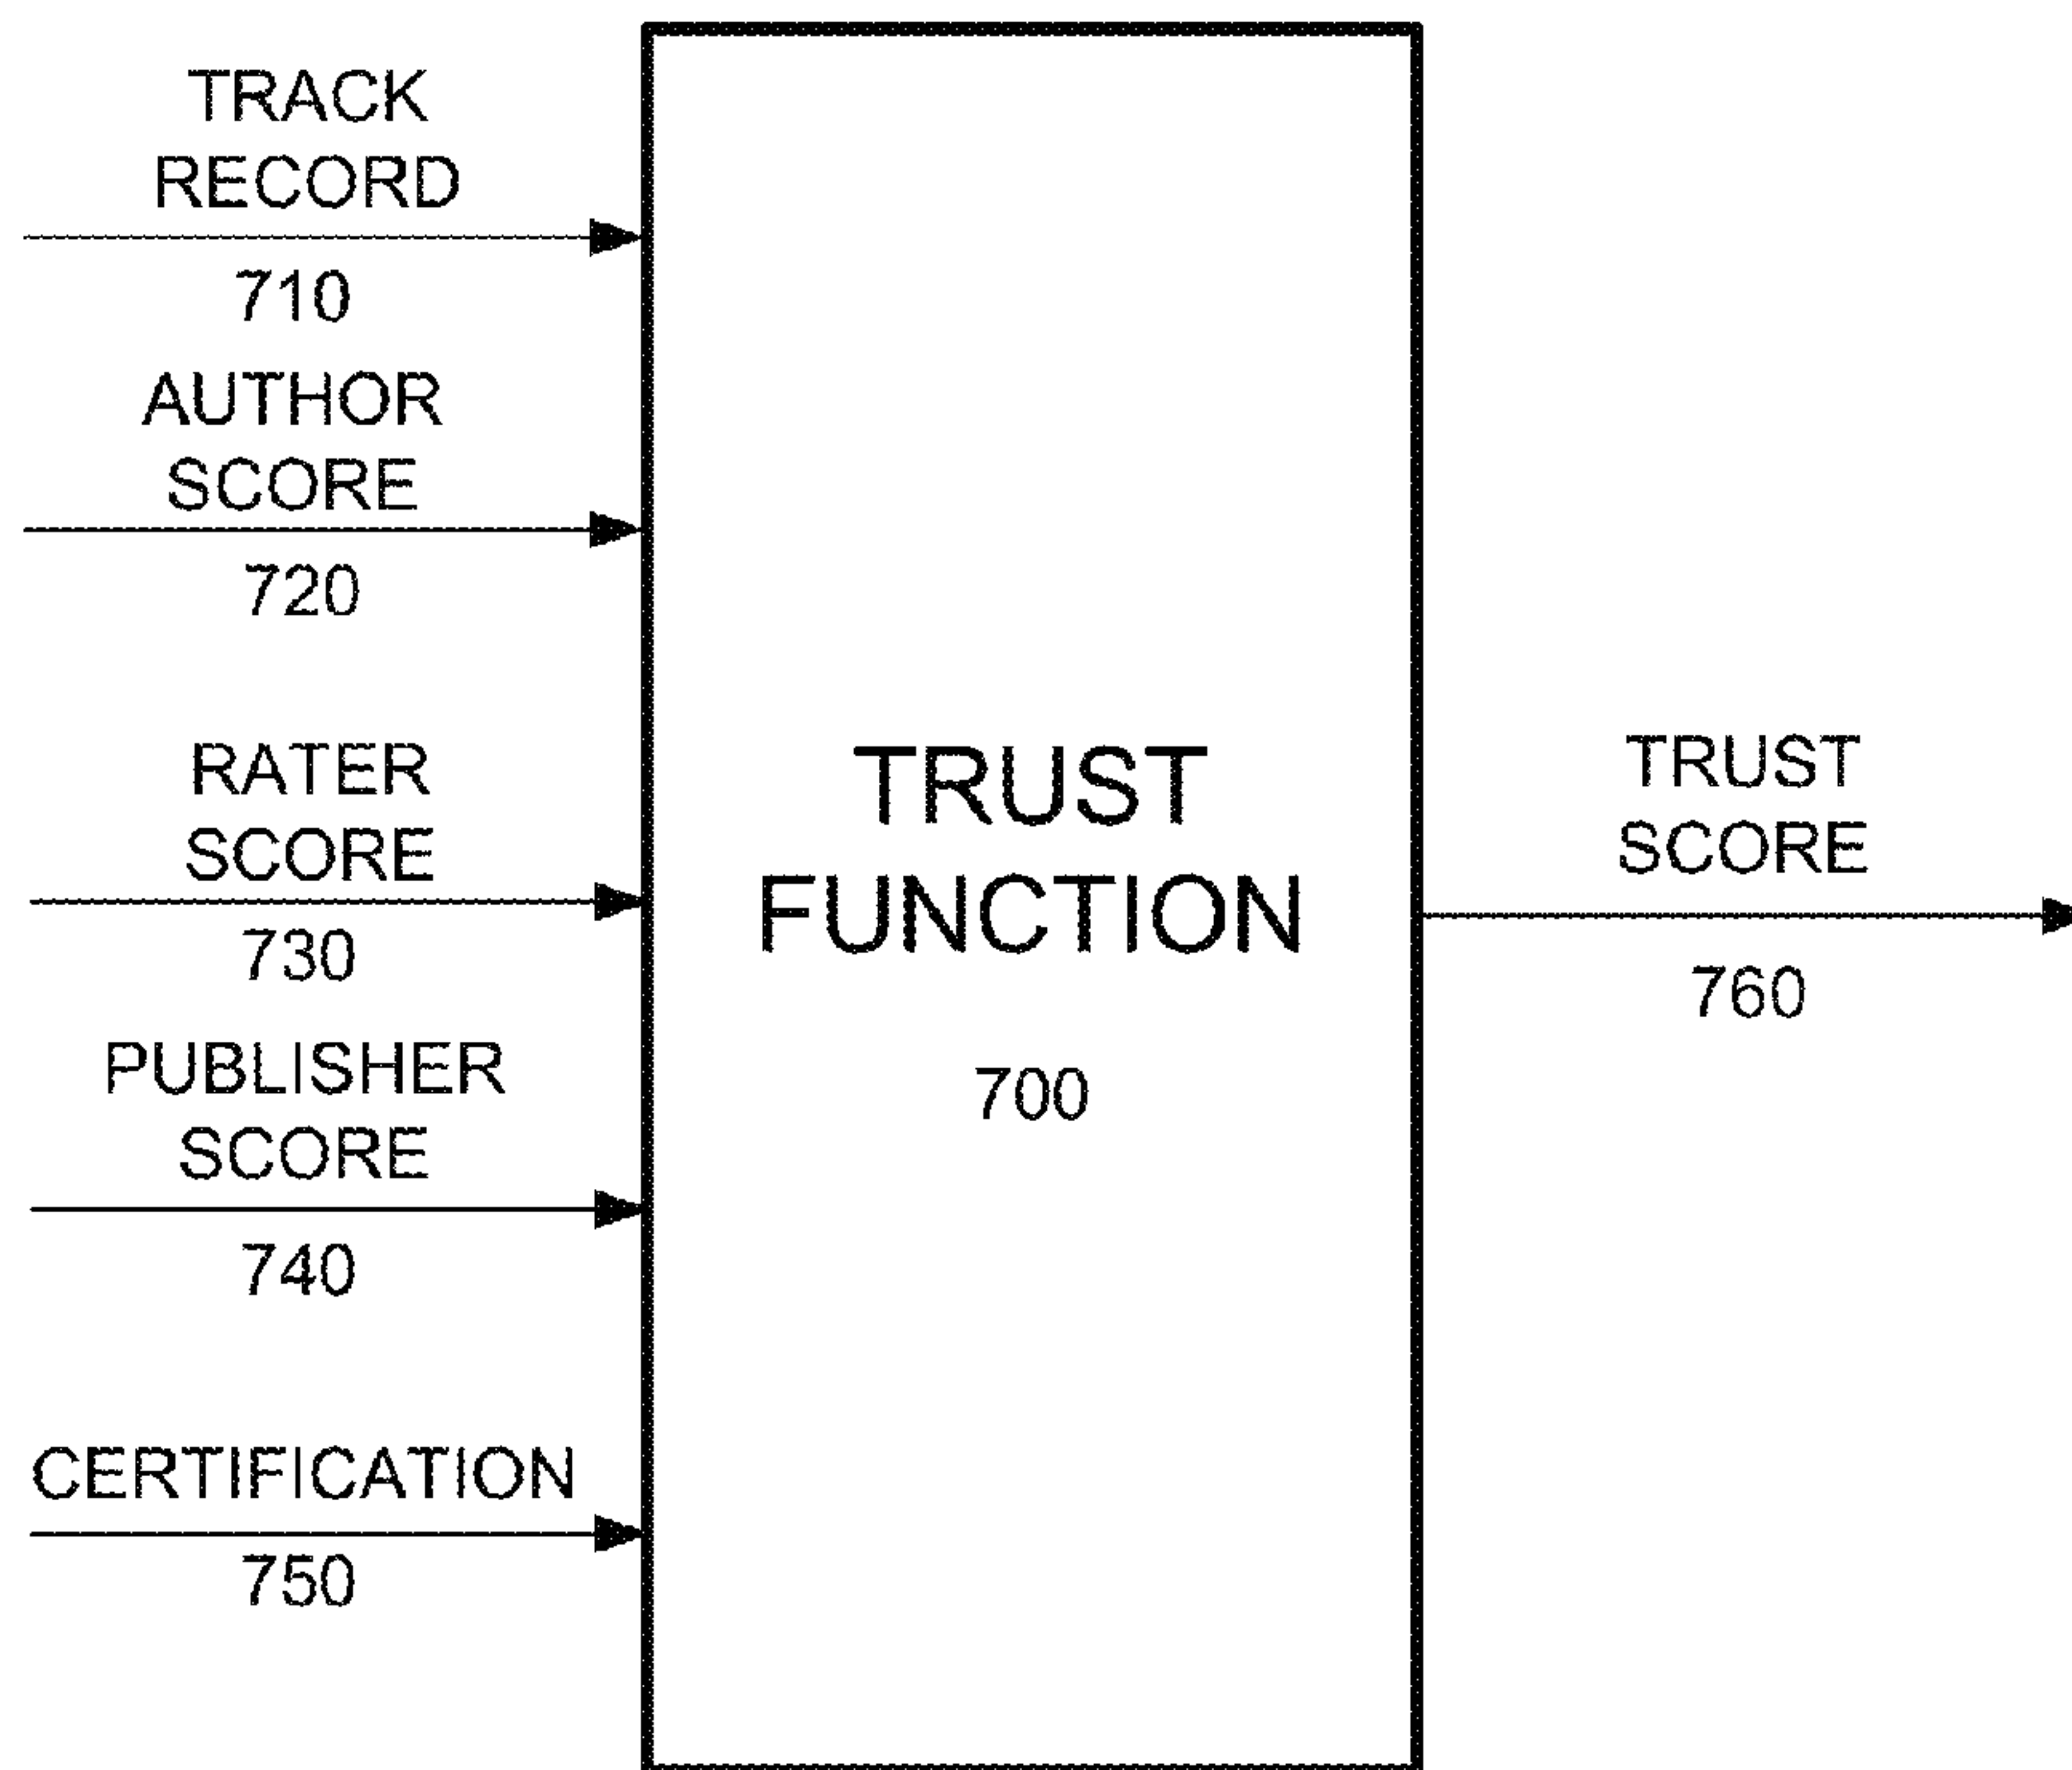 TRACK
RECORD
710
AUTHOR
SCORE
720
RATER
SCORE
730
PUBLISHER
SCORE
740
CERTIFICATION
750
TRUST
FUNCTION
700
TRUST
SCORE
760